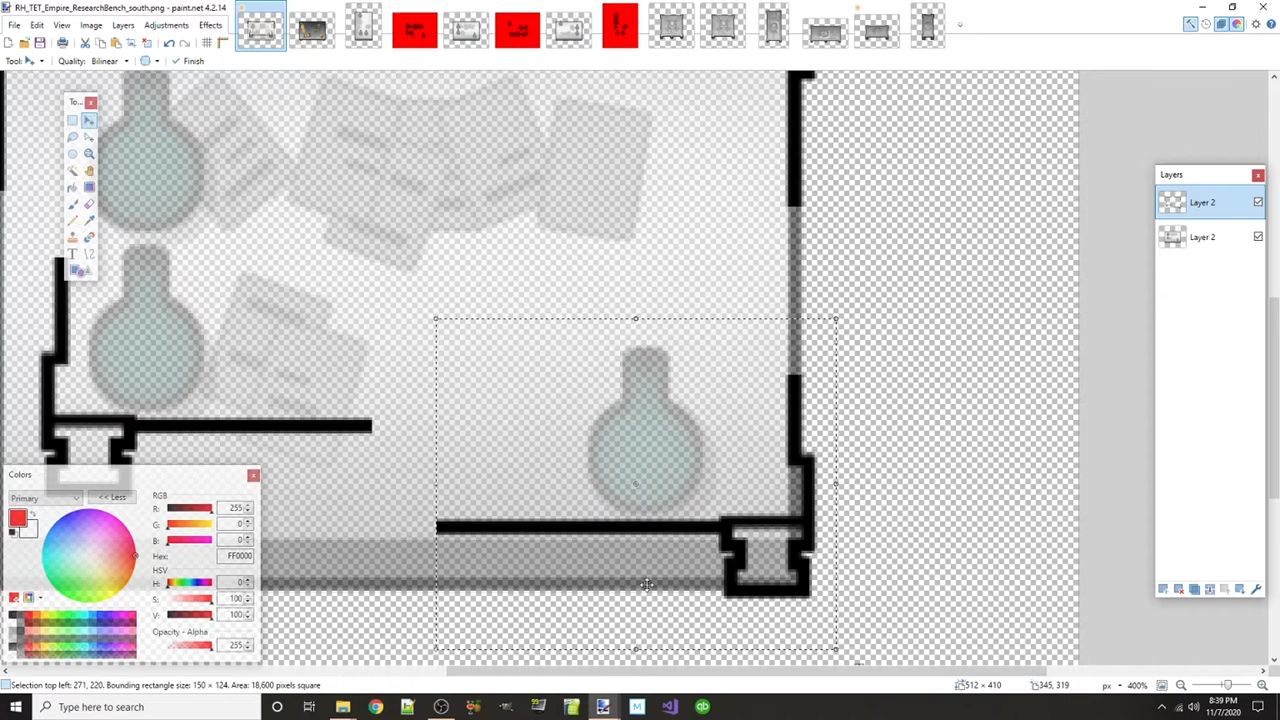 RH_TET_Empire_ResearchBench_south.png - paint.net 4.2.14
File Edit View Image Layers Adjustments Effects
Tool: Quality: Bilinear Finish
To...
Layers
Layer 2
Layer 2
Colors
Primary << Less
RGB
R: 255
G: 0
B: 0
Hex: FF0000
HSV
H: 0
S: 100
V: 100
Opacity - Alpha
255
Selection top left: 271, 220. Bounding rectangle size: 150 × 124. Area: 18,600 pixels square
512 × 410 345, 319 px 400%
Type here to search
8:39 PM
11/7/2020